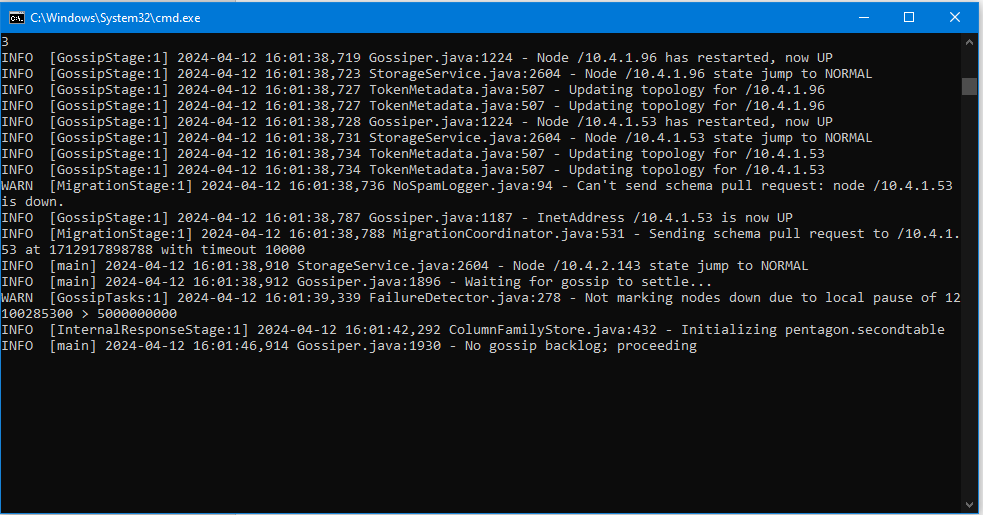 C:\Windows\System32\cmd.exe
3
INFO  [GossipStage:1] 2024-04-12 16:01:38,719 Gossiper.java:1224 - Node /10.4.1.96 has restarted, now UP
INFO  [GossipStage:1] 2024-04-12 16:01:38,723 StorageService.java:2604 - Node /10.4.1.96 state jump to NORMAL
INFO  [GossipStage:1] 2024-04-12 16:01:38,727 TokenMetadata.java:507 - Updating topology for /10.4.1.96
INFO  [GossipStage:1] 2024-04-12 16:01:38,727 TokenMetadata.java:507 - Updating topology for /10.4.1.96
INFO  [GossipStage:1] 2024-04-12 16:01:38,728 Gossiper.java:1224 - Node /10.4.1.53 has restarted, now UP
INFO  [GossipStage:1] 2024-04-12 16:01:38,731 StorageService.java:2604 - Node /10.4.1.53 state jump to NORMAL
INFO  [GossipStage:1] 2024-04-12 16:01:38,734 TokenMetadata.java:507 - Updating topology for /10.4.1.53
INFO  [GossipStage:1] 2024-04-12 16:01:38,734 TokenMetadata.java:507 - Updating topology for /10.4.1.53
WARN  [MigrationStage:1] 2024-04-12 16:01:38,736 NoSpamLogger.java:94 - Can't send schema pull request: node /10.4.1.53
is down.
INFO  [GossipStage:1] 2024-04-12 16:01:38,787 Gossiper.java:1187 - InetAddress /10.4.1.53 is now UP
INFO  [GossipStage:1] 2024-04-12 16:01:38,788 MigrationCoordinator.java:531 - Sending schema pull request to /10.4.1.
53 at 1712917898788 with timeout 10000
INFO  [main] 2024-04-12 16:01:38,910 StorageService.java:2604 - Node /10.4.2.143 state jump to NORMAL
INFO  [main] 2024-04-12 16:01:38,912 Gossiper.java:1896 - Waiting for gossip to settle...
WARN  [GossipTasks:1] 2024-04-12 16:01:39,339 FailureDetector.java:278 - Not marking nodes down due to local pause of 12
100285300 > 5000000000
INFO  [InternalResponseStage:1] 2024-04-12 16:01:42,292 ColumnFamilyStore.java:432 - Initializing pentagon.secondtable
INFO  [main] 2024-04-12 16:01:46,914 Gossiper.java:1930 - No gossip backlog; proceeding